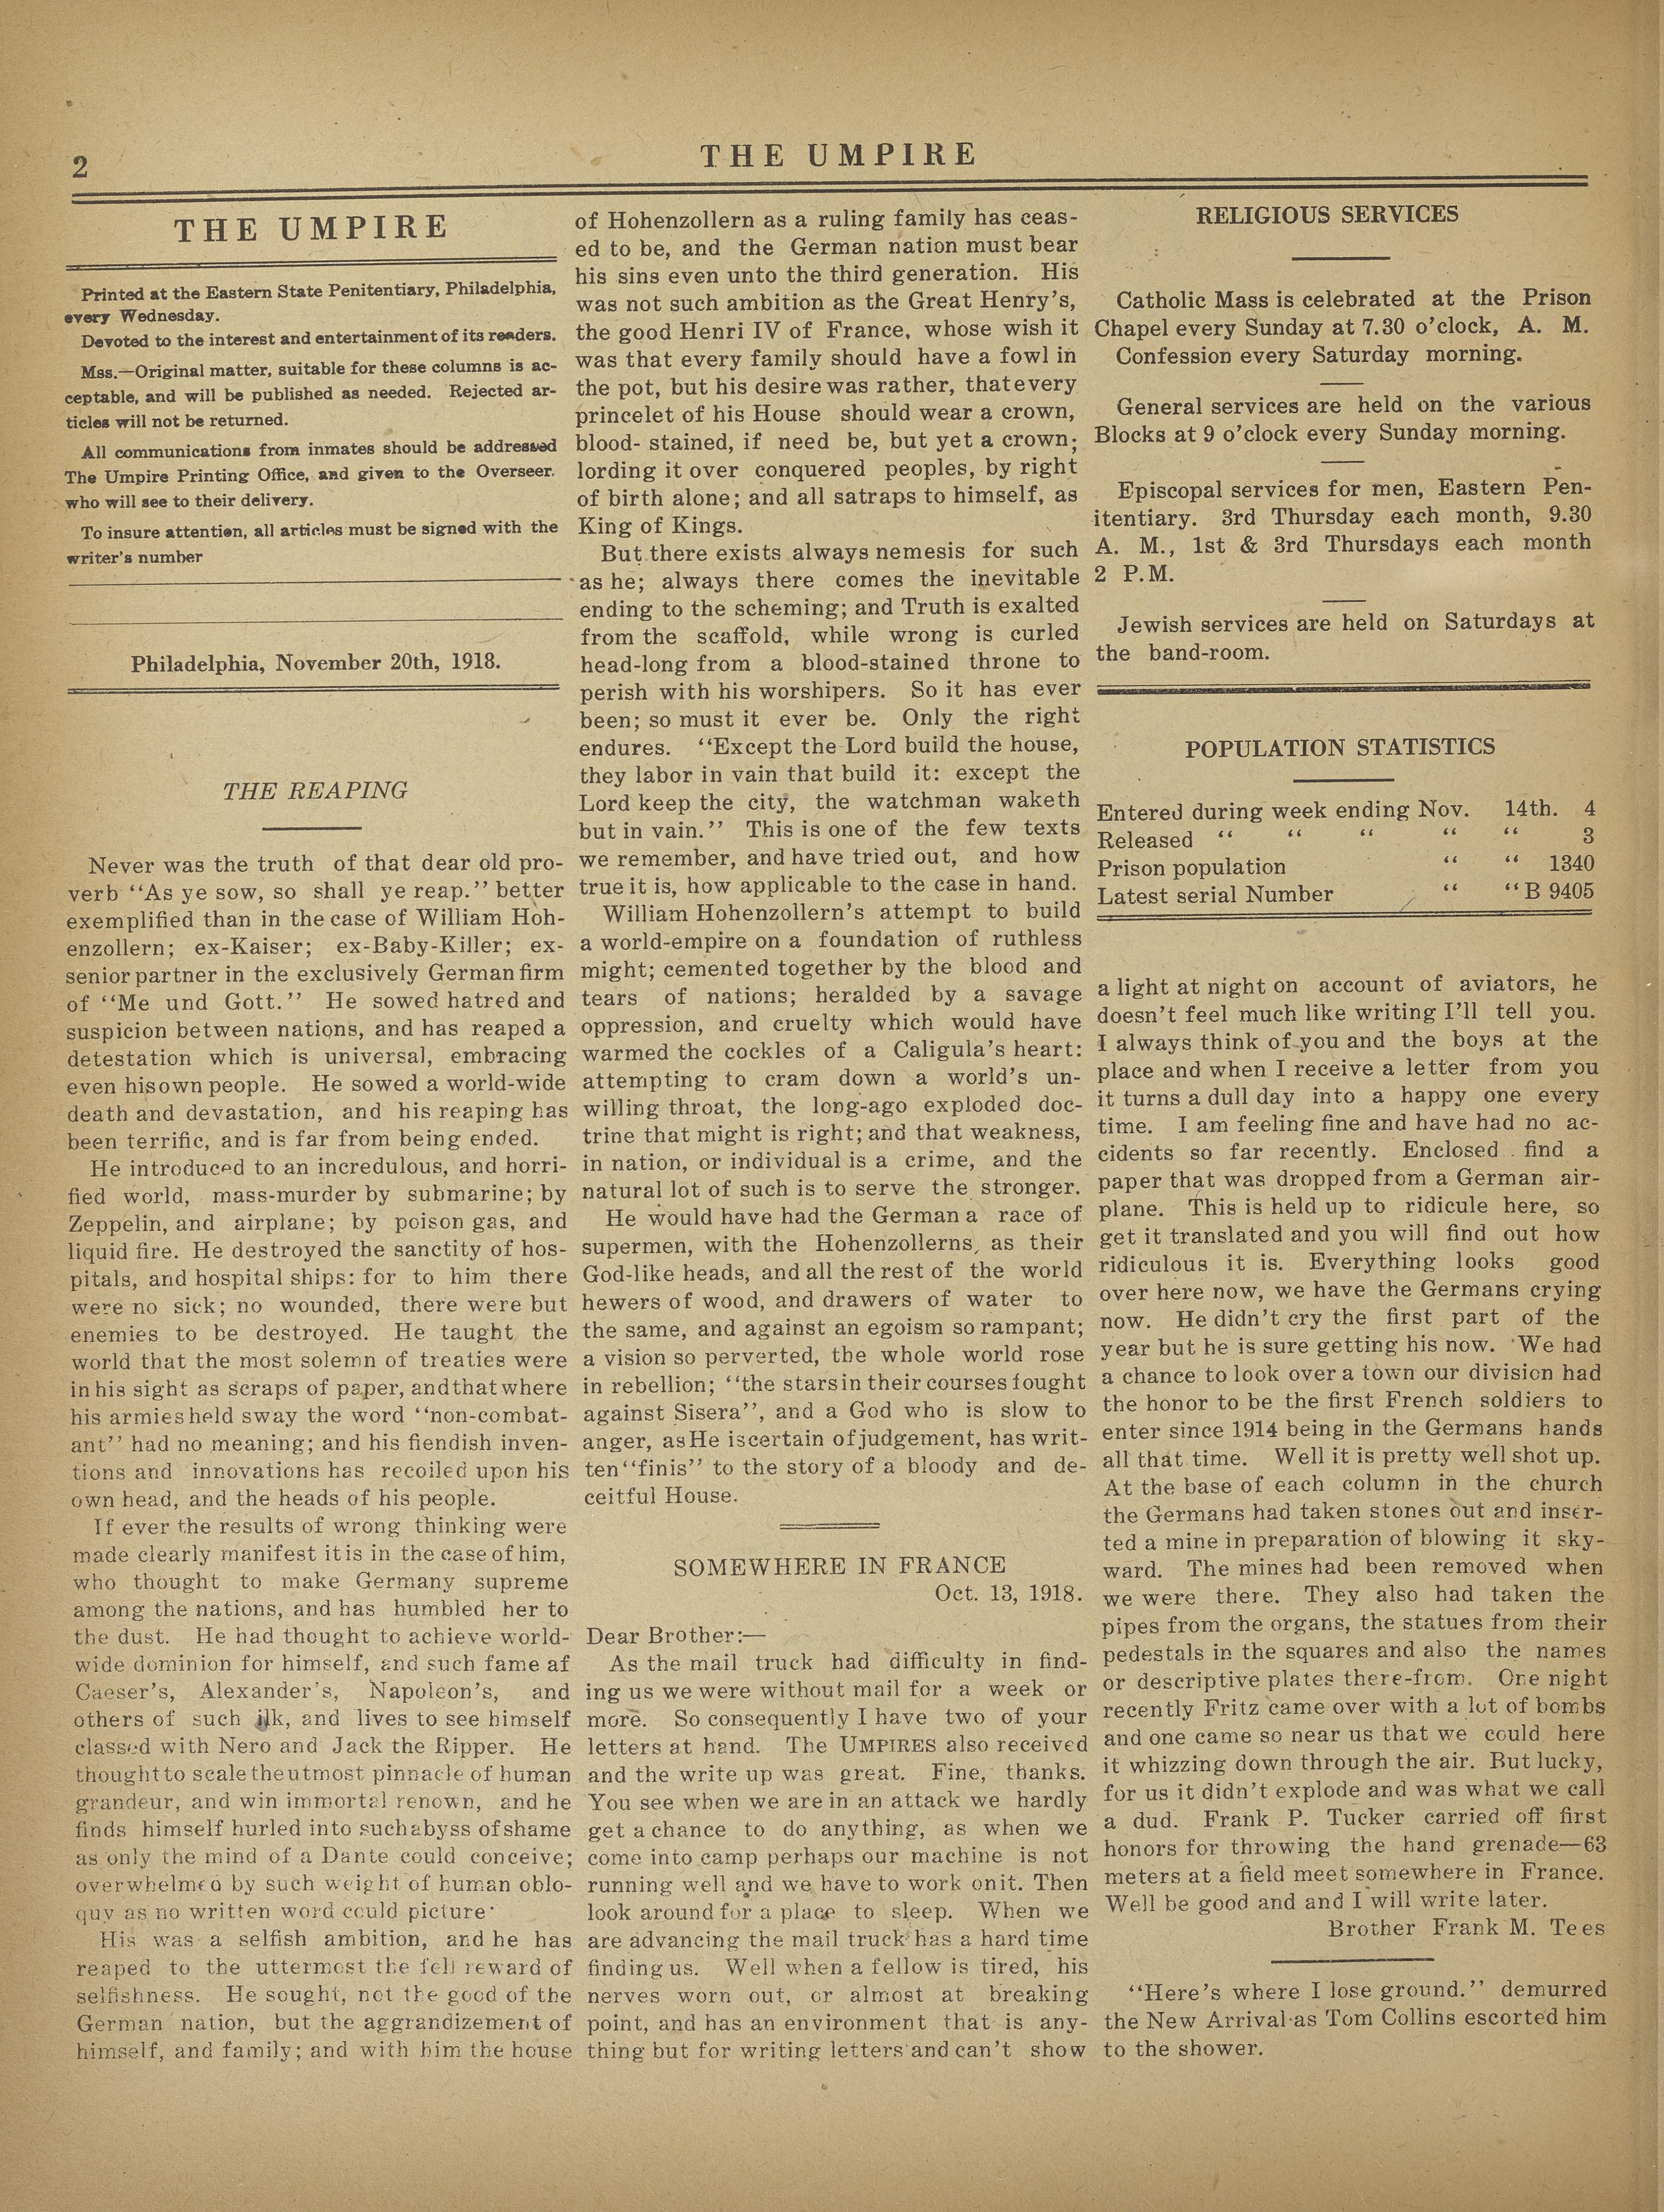 2
THE UMPIRE
THE UMPIRE
Printed at the Eastern State Penitentiary, Philadelphia,
every Wednesday.
Devoted to the interest and entertainment of its readers.
Mss.—Original matter, suitable for these columns is ac-
ceptable, and will be published as needed. Rejected ar-
ticles will not be returned.
All communications from inmates should be addressed
The Umpire Printing Office, and given to the Overseer.
who will see to their delivery.
To insure attention, all articles must be signed with the
writer's number
Philadelphia, November 20th, 1918.
THE REAPING
Never was the truth of that dear old pro-
verb "As ye sow, so shall ye reap." better
exemplified than in the case of William Hoh-
enzollern; ex-Kaiser; ex-Baby-Killer; ex-
senior partner in the exclusively German firm
of "Me und Gott." He sowed hatred and
suspicion between nations, and has reaped a
detestation which is universal, embracing
even his own people. He sowed a world-wide
death and devastation, and his reaping has
been terrific, and is far from being ended.
He introduced to an incredulous, and horri-
fied world, mass-murder by submarine; by
Zeppelin, and airplane; by poison gas, and
liquid fire. He destroyed the sanctity of hos-
pitals, and hospital ships: for to him there
were no sick; no wounded, there were but
enemies to be destroyed. He taught the
world that the most solemn of treaties were
in his sight as scraps of paper, and that where
his armies held sway the word "non-combat-
ant" had no meaning; and his fiendish inven-
tions and innovations has recoiled upon his
own head, and the heads of his people.
If ever the results of wrong thinking were
made clearly manifest it is in the case of him,
who thought to make Germany supreme
among the nations, and has humbled her to
the dust. He had thought to achieve world-
wide dominion for himself, and such fame af
Caeser's, Alexander's, Napoleon's, and
others of such ilk, and lives to see himself
classed with Nero and Jack the Ripper. He
thought to scale the utmost pinnacle of human
grandeur, and win immortal renown, and he
finds himself hurled into such abyss of shame
as only the mind of a Dante could conceive;
overwhelmed by such weight of human oblo-
quy as no written word could picture.
His was a selfish ambition, and he has
reaped to the uttermost the fell reward of
selfishness. He sought, not the good of the
German nation, but the aggrandizement of
himself, and family; and with him the house
of Hohenzollern as a ruling family has ceas-
ed to be, and the German nation must bear
his sins even unto the third generation. His
was not such ambition as the Great Henry's,
the good Henri IV of France, whose wish it
was that every family should have a fowl in
the pot, but his desire was rather, that every
princelet of his House should wear a crown,
blood- stained, if need be, but yet a crown;
lording it over conquered peoples, by right
of birth alone; and all satraps to himself, as
King of Kings.
But there exists always nemesis for such
as he; always there comes the inevitable
ending to the scheming; and Truth is exalted
from the scaffold, while wrong is curled
head-long from a blood-stained throne to
perish with his worshipers. So it has ever
been; so must it ever be. Only the right
endures. "Except the Lord build the house,
they labor in vain that build it: except the
Lord keep the city, the watchman waketh
but in vain." This is one of the few texts
we remember, and have tried out, and how
true it is, how applicable to the case in hand.
William Hohenzollern's attempt to build
a world-empire on a foundation of ruthless
might; cemented together by the blood and
tears of nations; heralded by a savage
oppression, and cruelty which would have
warmed the cockles of a Caligula's heart:
attempting to cram down a world's un-
willing throat, the long-ago exploded doc-
trine that might is right; and that weakness,
in nation, or individual is a crime, and the
natural lot of such is to serve the stronger.
He would have had the German a race of
supermen, with the Hohenzollerns, as their
God-like heads, and all the rest of the world
hewers of wood, and drawers of water to
the same, and against an egoism so rampant;
a vision so perverted, the whole world rose
in rebellion; "the stars in their courses fought
against Sisera", and a God who is slow to
anger, as He is certain of judgement, has writ-
ten "finis" to the story of a bloody and de-
ceitful House.
SOMEWHERE IN FRANCE
Oct. 13, 1918.
Dear Brother:—
As the mail truck had difficulty in find-
ing us we were without mail for a week or
more. So consequently I have two of your
letters at hand. The UMPIRES also received
and the write up was great. Fine, thanks.
You see when we are in an attack we hardly
get a chance to do anything, as when we
come into camp perhaps our machine is not
running well and we have to work on it. Then
look around for a place to sleep. When we
are advancing the mail truck has a hard time
finding us. Well when a fellow is tired, his
nerves worn out, or almost at breaking
point, and has an environment that is any-
thing but for writing letters and can't show
RELIGIOUS SERVICES
Catholic Mass is celebrated at the Prison
Chapel every Sunday at 7.30 o'clock, A. M.
Confession every Saturday morning.
General services are held on the various
Blocks at 9 o'clock every Sunday morning.
Episcopal services for men, Eastern Pen-
itentiary. 3rd Thursday each month, 9.30
A. M., 1st & 3rd Thursdays each month
2 P.M.
Jewish services are held on Saturdays at
the band-room.
POPULATION STATISTICS
Entered during week ending Nov. 14th. 4
Released " " " " " 3
Prison population " " 1340
Latest serial Number " " B 9405
a light at night on account of aviators, he
doesn't feel much like writing I'll tell you.
I always think of you and the boys at the
place and when I receive a letter from you
it turns a dull day into a happy one every
time. I am feeling fine and have had no ac-
cidents so far recently. Enclosed find a
paper that was dropped from a German air-
plane. This is held up to ridicule here, so
get it translated and you will find out how
ridiculous it is. Everything looks good
over here now, we have the Germans crying
now. He didn't cry the first part of the
year but he is sure getting his now. We had
a chance to look over a town our division had
the honor to be the first French soldiers to
enter since 1914 being in the Germans hands
all that time. Well it is pretty well shot up.
At the base of each column in the church
the Germans had taken stones out and inser-
ted a mine in preparation of blowing it sky-
ward. The mines had been removed when
we were there. They also had taken the
pipes from the organs, the statues from their
pedestals in the squares and also the names
or descriptive plates there-from. One night
recently Fritz came over with a lot of bombs
and one came so near us that we could here
it whizzing down through the air. But lucky,
for us it didn't explode and was what we call
a dud. Frank P. Tucker carried off first
honors for throwing the hand grenade—63
meters at a field meet somewhere in France.
Well be good and and I will write later.
Brother Frank M. Tees
"Here's where I lose ground." demurred
the New Arrival as Tom Collins escorted him
to the shower.